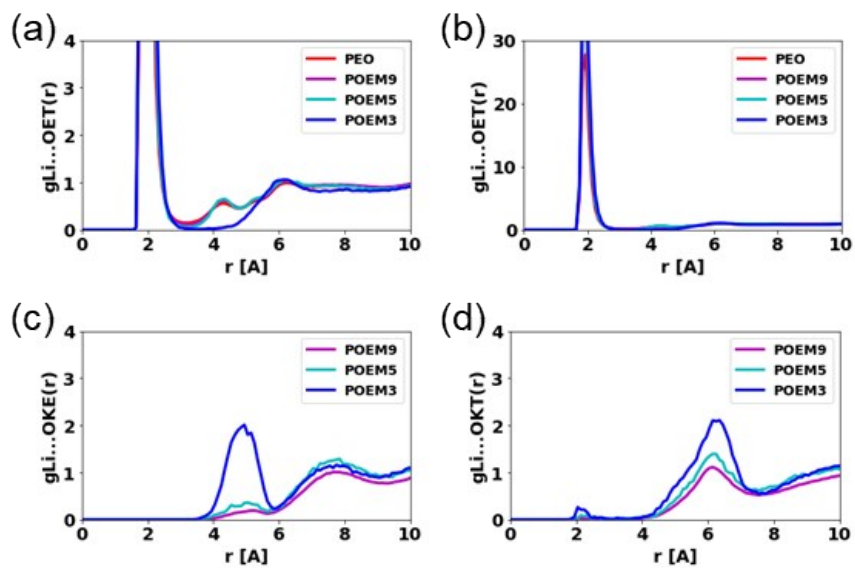 (a)
4
3
2
1
0
gLi...OET(r)
PEO
POEM9
POEM5
POEM3
0 2 4 6 8 10
r [A]
(b)
30
20
10
0
gLi...OET(r)
PEO
POEM9
POEM5
POEM3
0 2 4 6 8 10
r [A]
(c)
4
3
2
1
0
gLi...OKE(r)
POEM9
POEM5
POEM3
0 2 4 6 8 10
r [A]
(d)
4
3
2
1
0
gLi...OKT(r)
POEM9
POEM5
POEM3
0 2 4 6 8 10
r [A]